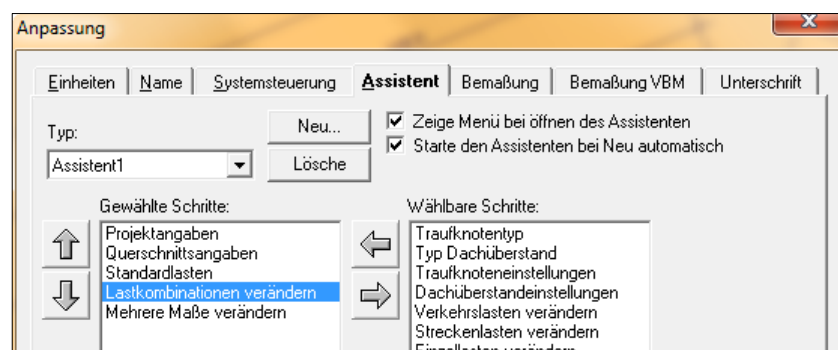 Anpassung
Einheiten Name Systemsteuerung Assistent Bemaßung Bemaßung VBM Unterschrift
Typ:
Neu...
Zeige Menü bei öffnen des Assistenten
Assistent1
Lösche
Starte den Assistenten bei Neu automatisch
Gewählte Schritte:
Projektangaben
Querschnittsangaben
Standardlasten
Lastkombinationen verändern
Mehrere Maße verändern
Wählbare Schritte:
Traufknotentyp
Typ Dachüberstand
Traufknoteneinstellungen
Dachüberstandeinstellungen
Verkehrslasten verändern
Streckenlasten verändern
Einzellasten verändern